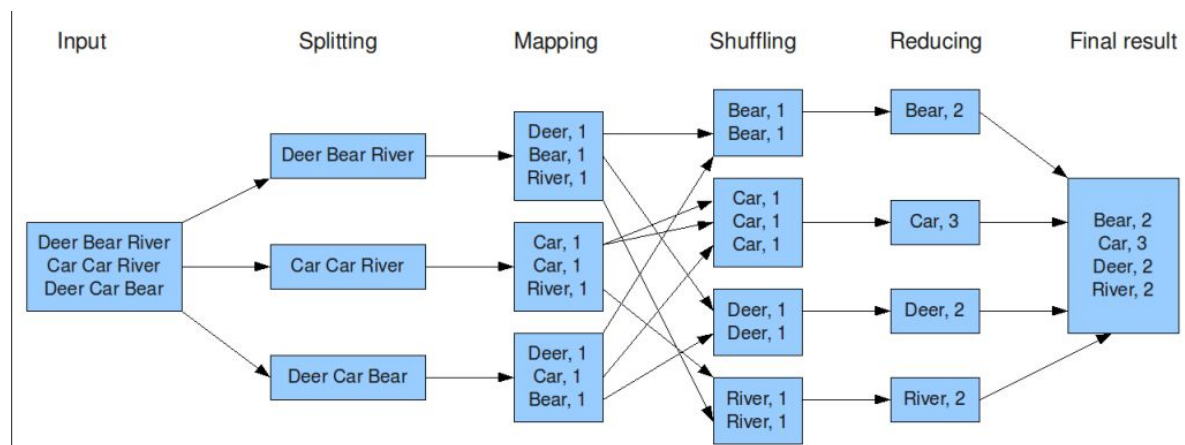 Input
Splitting
Mapping
Shuffling
Reducing
Final result
Deer Bear River
Car Car River
Deer Car Bear
Deer Bear River
Car Car River
Deer Car Bear
Deer, 1
Bear, 1
River, 1
Car, 1
Car, 1
River, 1
Deer, 1
Car, 1
Bear, 1
Bear, 1
Bear, 1
Car, 1
Car, 1
Car, 1
Deer, 1
Deer, 1
River, 1
River, 1
Bear, 2
Car, 3
Deer, 2
River, 2
Bear, 2
Car, 3
Deer, 2
River, 2